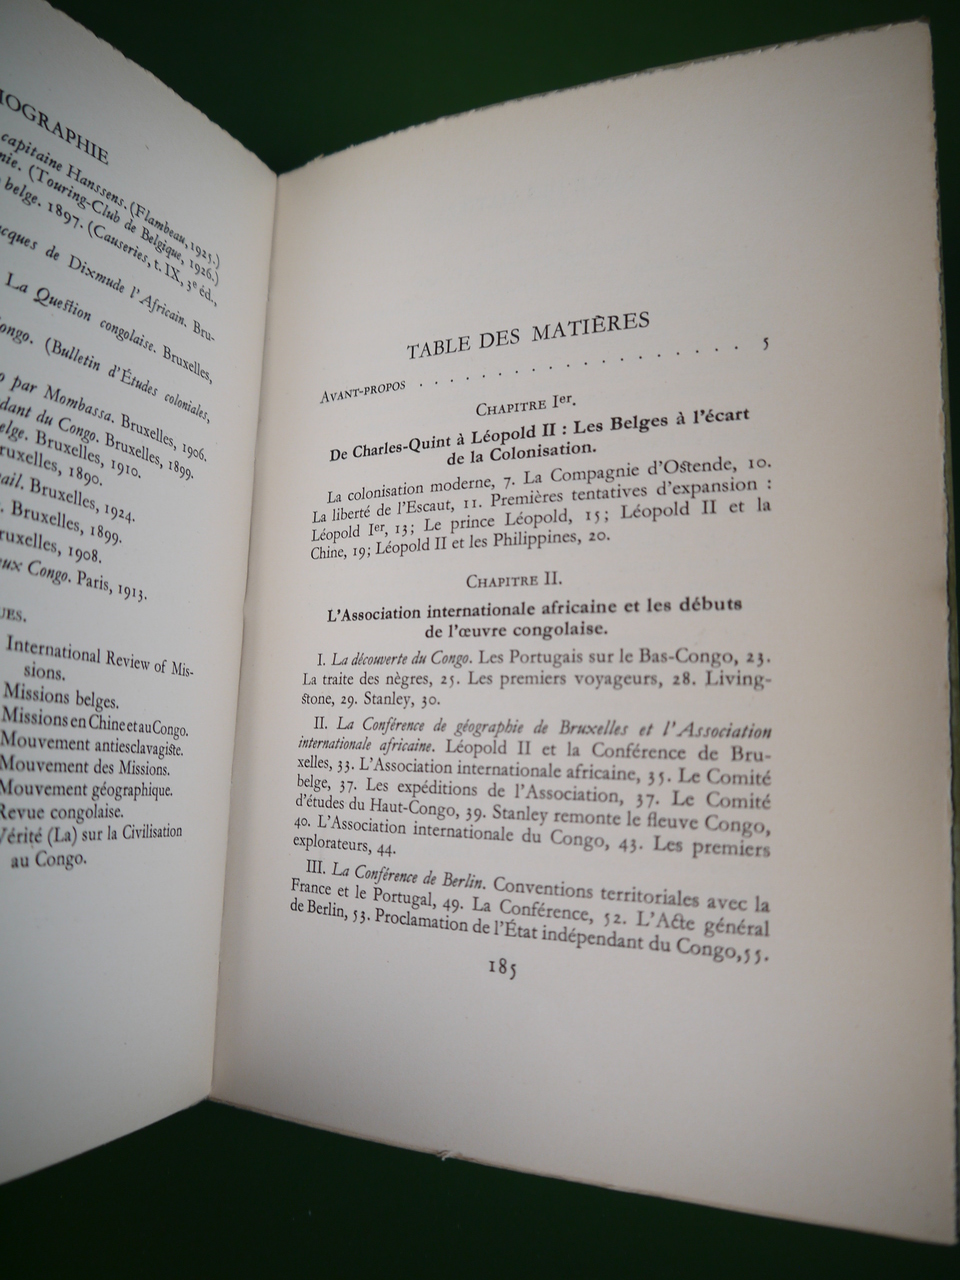 BIOGRAPHIE
capitaine Hanssens. (Flambeau, 1925.)
nie. (Touring-Club de Belgique, 1926.)
belge. 1897. (Causeries, t. IX, 3e éd.,
cques de Dixmude l'Africain. Bru-
La Question congolaise. Bruxelles,
ongo. (Bulletin d'Études coloniales,
par Mombassa. Bruxelles, 1906.
dant du Congo. Bruxelles, 1899.
elge. Bruxelles, 1910.
ruxelles, 1890.
ail. Bruxelles, 1924.
Bruxelles, 1899.
ruxelles, 1908.
eux Congo. Paris, 1913.
UES.
International Review of Mis-
sions.
Missions belges.
Missions en Chine et au Congo.
Mouvement antiesclavagiste.
Mouvement des Missions.
Mouvement géographique.
Revue congolaise.
Vérité (La) sur la Civilisation
au Congo.
TABLE DES MATIÈRES
AVANT-PROPOS . . . . . . . . . . . . . . . . . . 5
CHAPITRE Ier.
De Charles-Quint à Léopold II : Les Belges à l'écart
de la Colonisation.
La colonisation moderne, 7. La Compagnie d'Ostende, 10.
La liberté de l'Escaut, 11. Premières tentatives d'expansion :
Léopold Ier, 13; Le prince Léopold, 15; Léopold II et la
Chine, 19; Léopold II et les Philippines, 20.
CHAPITRE II.
L'Association internationale africaine et les débuts
de l'œuvre congolaise.
I. La découverte du Congo. Les Portugais sur le Bas-Congo, 23.
La traite des nègres, 25. Les premiers voyageurs, 28. Living-
stone, 29. Stanley, 30.
II. La Conférence de géographie de Bruxelles et l'Association
internationale africaine. Léopold II et la Conférence de Bru-
xelles, 33. L'Association internationale africaine, 35. Le Comité
belge, 37. Les expéditions de l'Association, 37. Le Comité
d'études du Haut-Congo, 39. Stanley remonte le fleuve Congo,
40. L'Association internationale du Congo, 43. Les premiers
explorateurs, 44.
III. La Conférence de Berlin. Conventions territoriales avec la
France et le Portugal, 49. La Conférence, 52. L'Acte général
de Berlin, 53. Proclamation de l'État indépendant du Congo, 55.
185